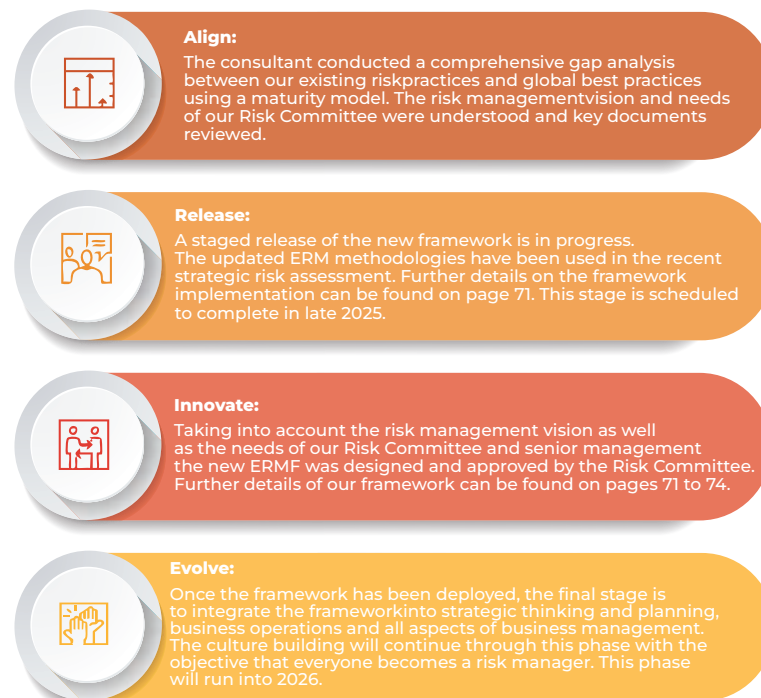 Align:
The consultant conducted a comprehensive gap analysis
between our existing riskpractices and global best practices
using a maturity model. The risk managementvision and needs
of our Risk Committee were understood and key documents
reviewed.
Release:
A staged release of the new framework is in progress.
The updated ERM methodologies have been used in the recent
strategic risk assessment. Further details on the framework
implementation can be found on page 71. This stage is scheduled
to complete in late 2025.
Innovate:
Taking into account the risk management vision as well
as the needs of our Risk Committee and senior management
the new ERMF was designed and approved by the Risk Committee.
Further details of our framework can be found on pages 71 to 74.
Evolve:
Once the framework has been deployed, the final stage is
to integrate the frameworkinto strategic thinking and planning,
business operations and all aspects of business management.
The culture building will continue through this phase with the
objective that everyone becomes a risk manager. This phase
will run into 2026.